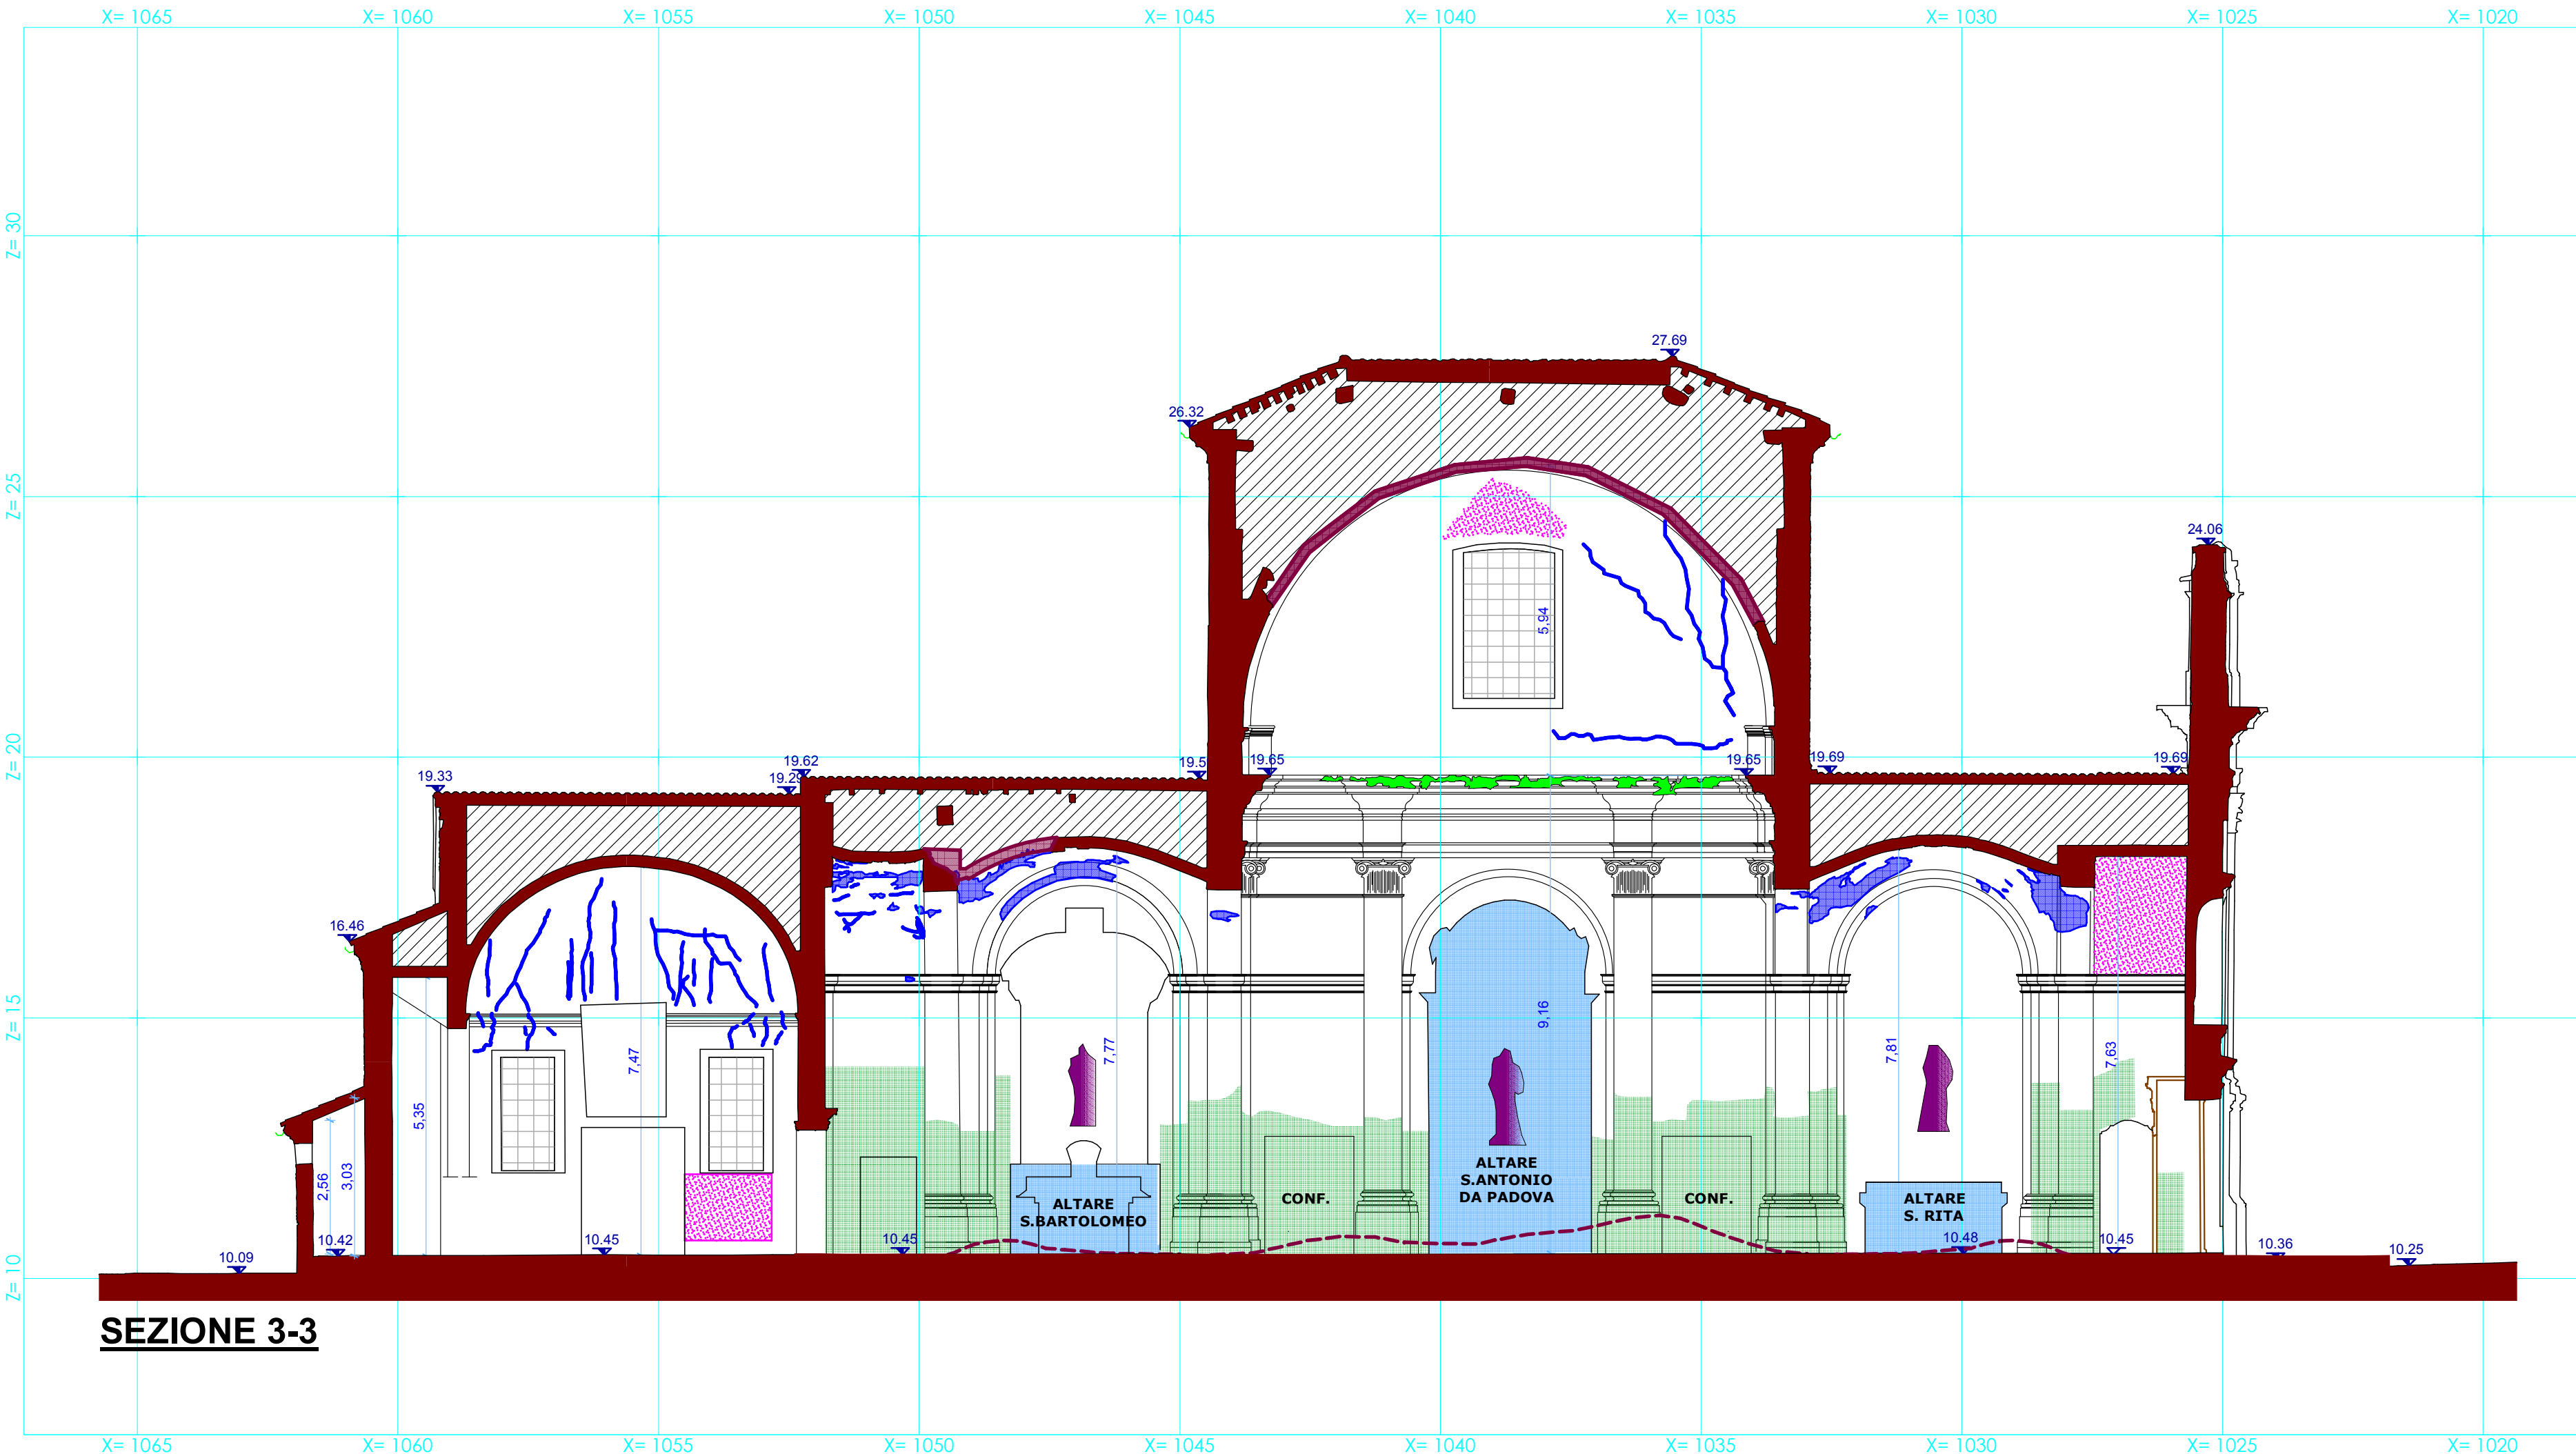 X= 1065 X= 1060 X= 1055 X= 1050 X= 1045 X= 1040 X= 1035 X= 1030 X= 1025 X= 1020
Z= 30
27.69
26.32
Z= 25
24.06
5,94
Z= 20
19.33
19.29
19.62
19.5
19.65
19.65
19.69
19.69
16.46
Z= 15
5,35
7,47
7,77
9,16
7,81
7,63
2,56
3,03
ALTARE
S.BARTOLOMEO
CONF.
ALTARE
S.ANTONIO
DA PADOVA
CONF.
ALTARE
S. RITA
Z= 10
10.09
10.42
10.45
10.45
10.48
10.45
10.36
10.25
SEZIONE 3-3
X= 1065 X= 1060 X= 1055 X= 1050 X= 1045 X= 1040 X= 1035 X= 1030 X= 1025 X= 1020